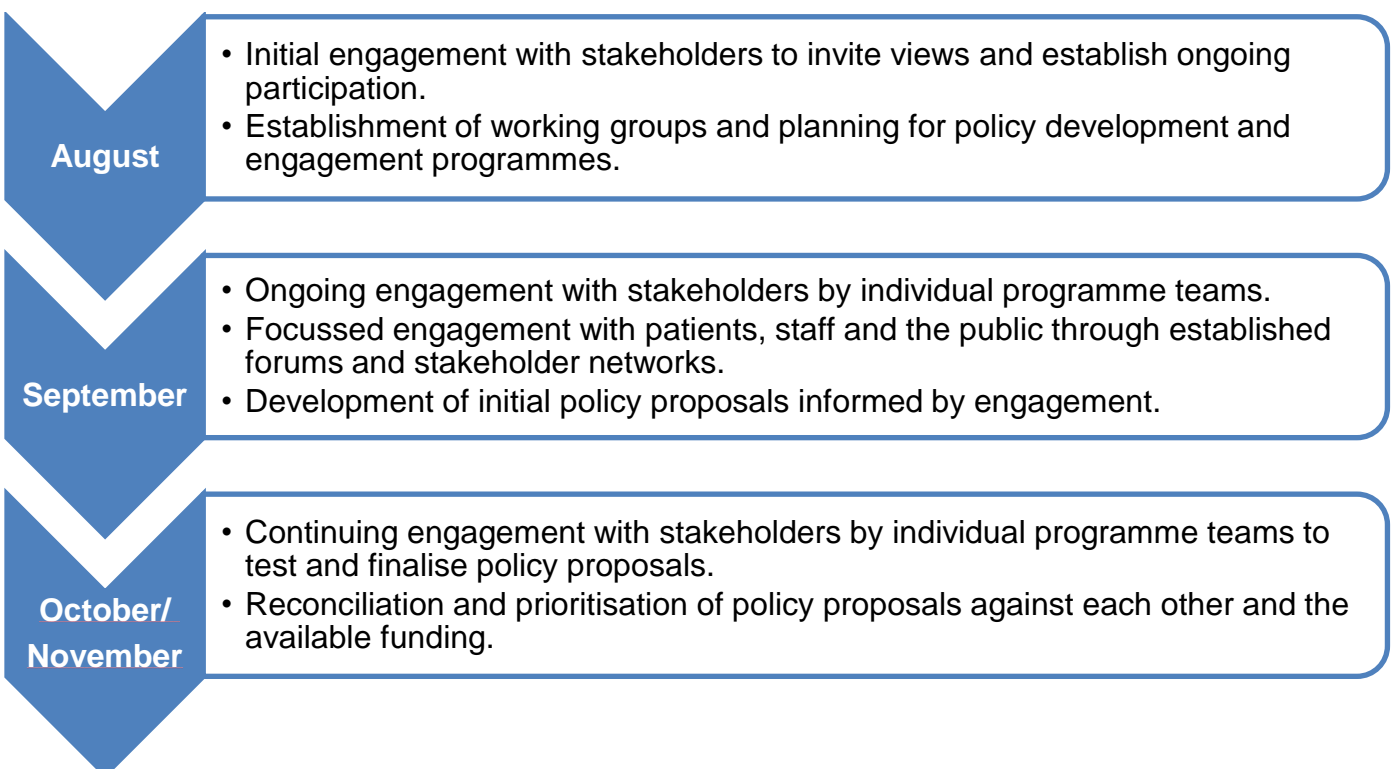 August
• Initial engagement with stakeholders to invite views and establish ongoing
participation.
• Establishment of working groups and planning for policy development and
engagement programmes.
September
• Ongoing engagement with stakeholders by individual programme teams.
• Focussed engagement with patients, staff and the public through established
forums and stakeholder networks.
• Development of initial policy proposals informed by engagement.
October/
November
• Continuing engagement with stakeholders by individual programme teams to
test and finalise policy proposals.
• Reconciliation and prioritisation of policy proposals against each other and the
available funding.